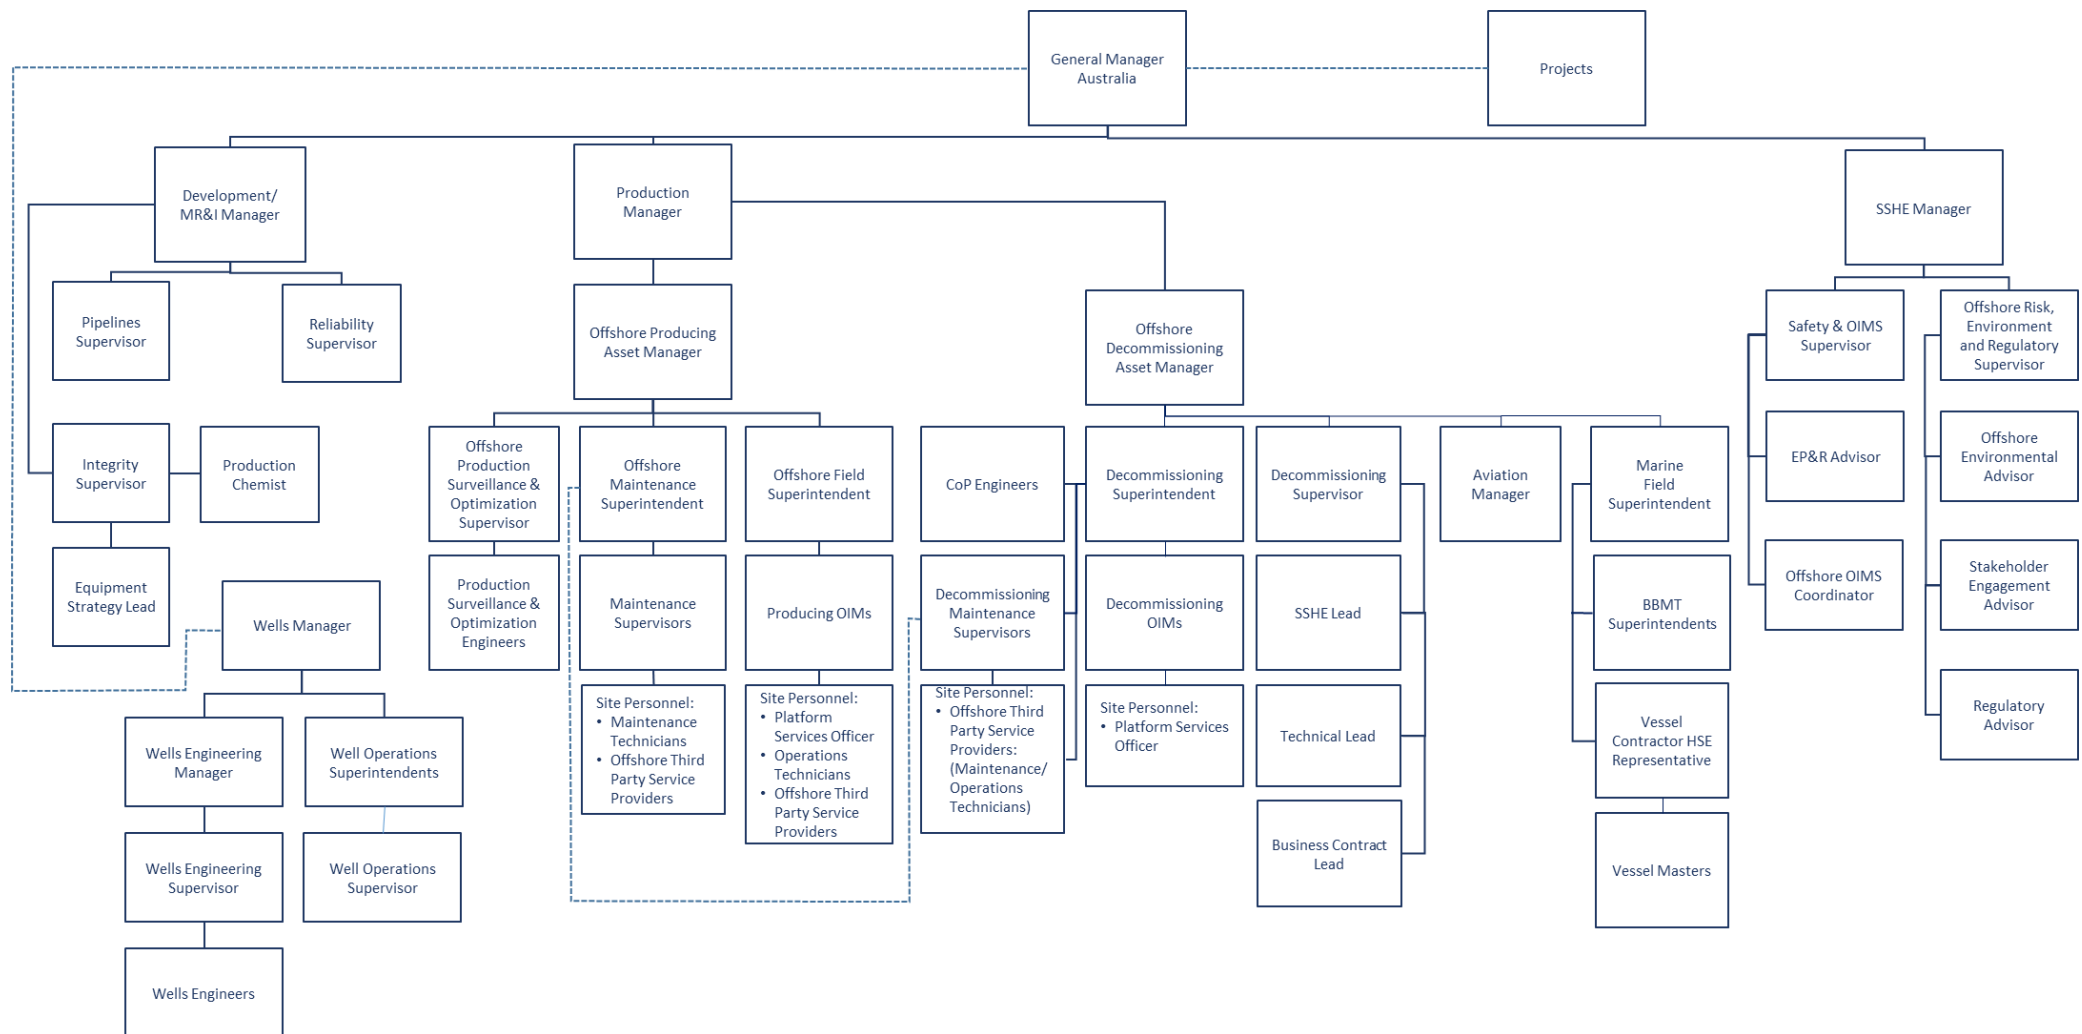 General Manager
Australia
Projects
Development/
MR&I Manager
Production
Manager
SSHE Manager
Pipelines
Supervisor
Reliability
Supervisor
Offshore Producing
Asset Manager
Offshore
Decommissioning
Asset Manager
Safety & OIMS
Supervisor
Offshore Risk,
Environment
and Regulatory
Supervisor
Integrity
Supervisor
Production
Chemist
Offshore
Production
Surveillance &
Optimization
Supervisor
Offshore
Maintenance
Superintendent
Offshore Field
Superintendent
CoP Engineers
Decommissioning
Superintendent
Decommissioning
Supervisor
Aviation
Manager
Marine
Field
Superintendent
EP&R Advisor
Offshore
Environmental
Advisor
Equipment
Strategy Lead
Wells Manager
Production
Surveillance &
Optimization
Engineers
Maintenance
Supervisors
Producing OIMs
Decommissioning
Maintenance
Supervisors
Decommissioning
OIMs
SSHE Lead
BBMT
Superintendents
Offshore OIMS
Coordinator
Stakeholder
Engagement
Advisor
Wells Engineering
Manager
Well Operations
Superintendents
Site Personnel:
• Maintenance
Technicians
• Offshore Third
Party Service
Providers
Site Personnel:
• Platform
Services Officer
• Operations
Technicians
• Offshore Third
Party Service
Providers
Site Personnel:
• Offshore Third
Party Service
Providers:
(Maintenance/
Operations
Technicians)
Site Personnel:
• Platform Services
Officer
Technical Lead
Vessel
Contractor HSE
Representative
Regulatory
Advisor
Wells Engineering
Supervisor
Well Operations
Supervisor
Business Contract
Lead
Vessel Masters
Wells Engineers